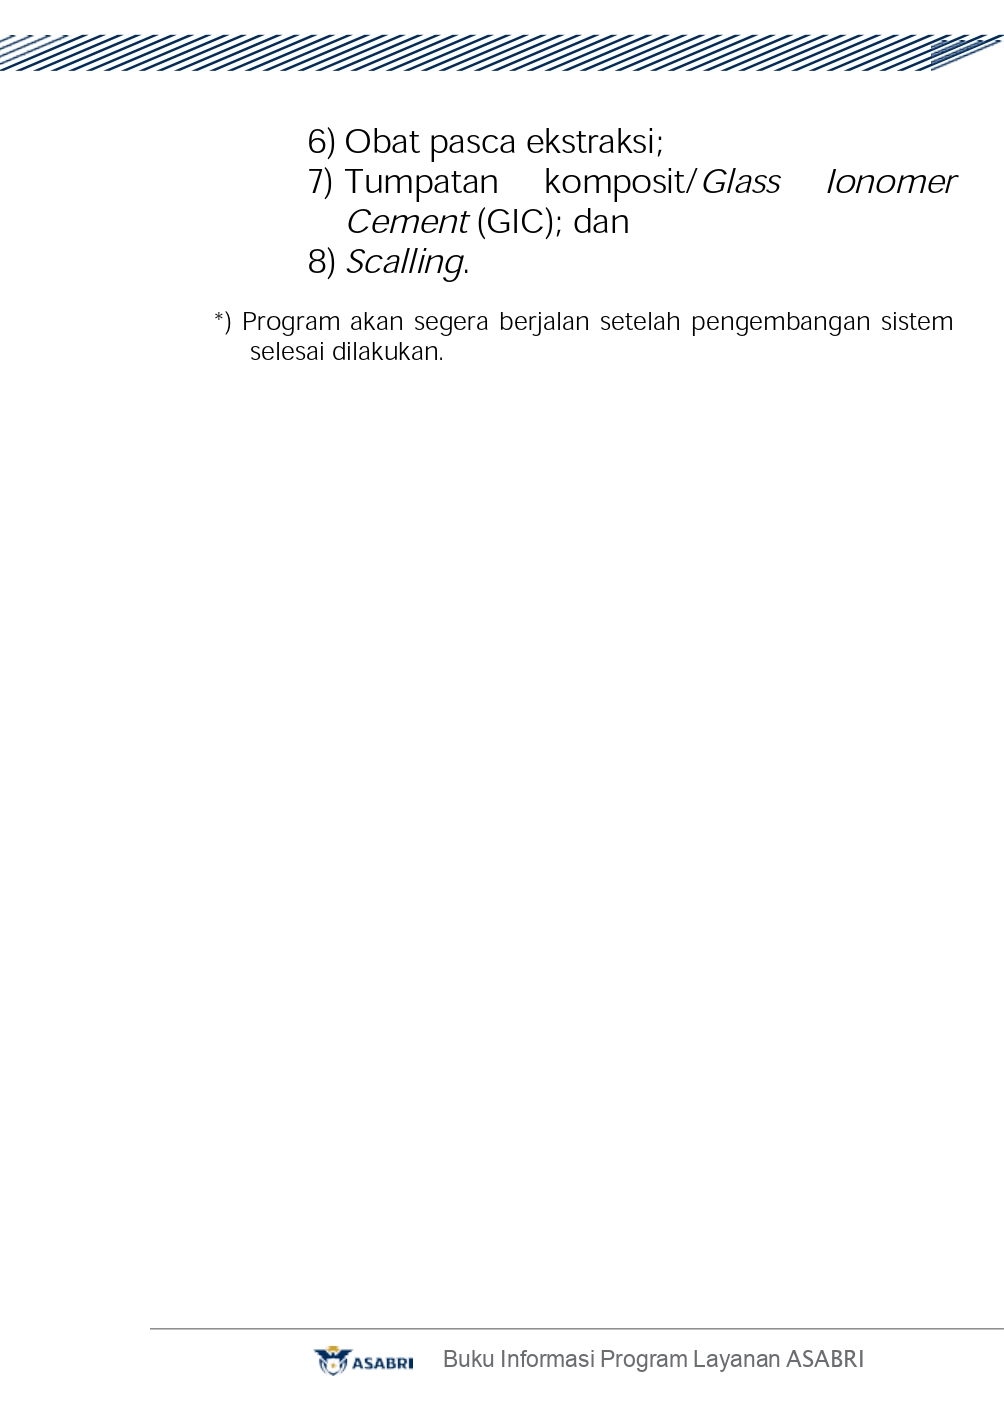 6) Obat pasca ekstraksi;
7) Tumpatan komposit/Glass Ionomer
Cement (GIC); dan
8) Scalling.
*) Program akan segera berjalan setelah pengembangan sistem
selesai dilakukan.
ASABRI Buku Informasi Program Layanan ASABRI